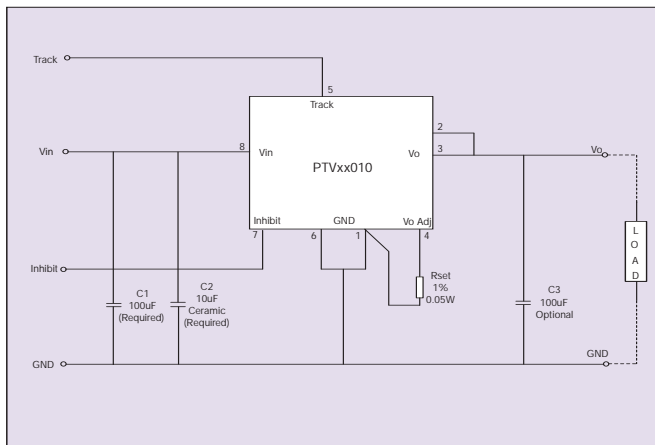 Track
5
Track
2
Vin
8
Vin
Vo
3
Vo
PTVxx010
Inhibit
GND
Vo Adj
7
6
1
4
L
O
A
D
Inhibit
Rset
1%
0.05W
C1
100uF
(Required)
C2
10uF
Ceramic
(Required)
C3
100uF
Optional
GND
GND